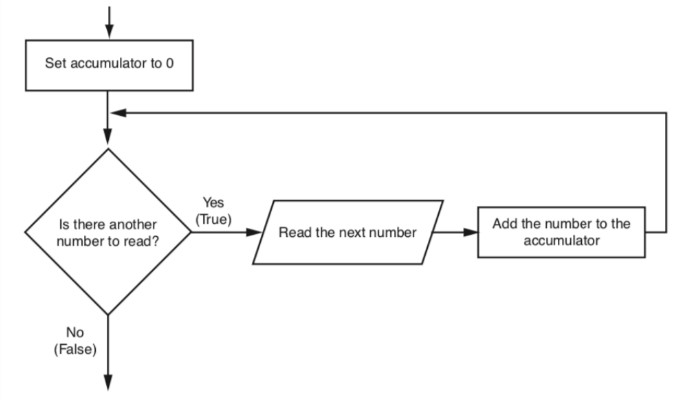 Set accumulator to 0
Is there another
number to read?
Yes
(True)
Read the next number
Add the number to the
accumulator
No
(False)